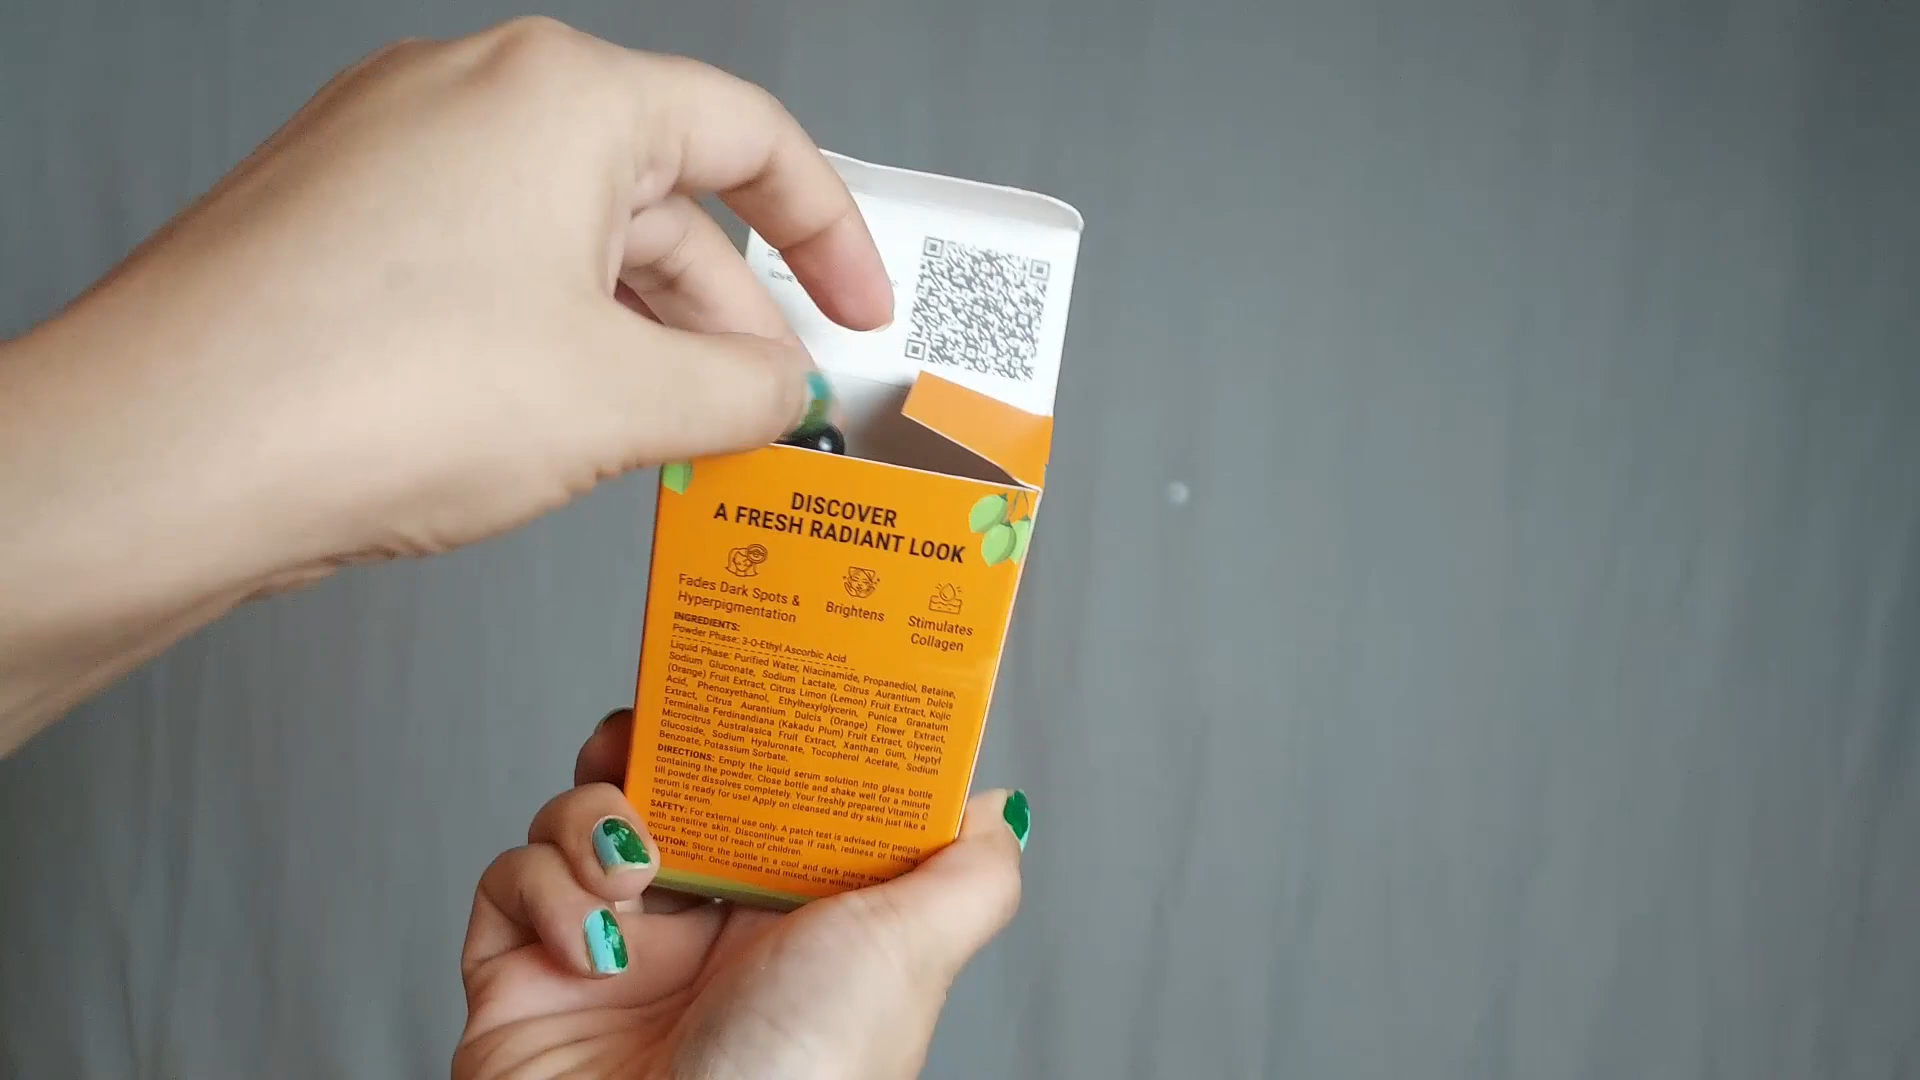 DISCOVER
A FRESH RADIANT LOOK
Fades Dark Spots &
Hyperpigmentation
Brightens
Stimulates
Collagen
INGREDIENTS:
Powder Phase: 3-O-Ethyl Ascorbic Acid
Liquid Phase: Purified Water, Niacinamide, Propanediol, Betaine,
Sodium Gluconate, Sodium Lactate, Citrus Aurantium Dulcis
(Orange) Fruit Extract, Citrus Limon (Lemon) Fruit Extract, Kojic
Acid, Phenoxyethanol, Ethylhexylglycerin, Punica Granatum
Extract, Citrus Aurantium Dulcis (Orange) Flower Extract,
Terminalia Ferdinandiana (Kakadu Plum) Fruit Extract, Glycerin,
Microcitrus Australasica Fruit Extract, Xanthan Gum, Heptyl
Glucoside, Sodium Hyaluronate, Tocopherol Acetate, Sodium
Benzoate, Potassium Sorbate.
DIRECTIONS: Empty the liquid serum solution into glass bottle
containing the powder. Close bottle and shake well for a minute
till powder dissolves completely. Your freshly prepared Vitamin C
serum is ready for use! Apply on cleansed and dry skin just like a
regular serum.
SAFETY: For external use only. A patch test is advised for people
with sensitive skin. Discontinue use if rash, redness or itching
occurs. Keep out of reach of children.
AUTION: Store the bottle in a cool and dark place
ct sunlight. Once opened and mixed, use within